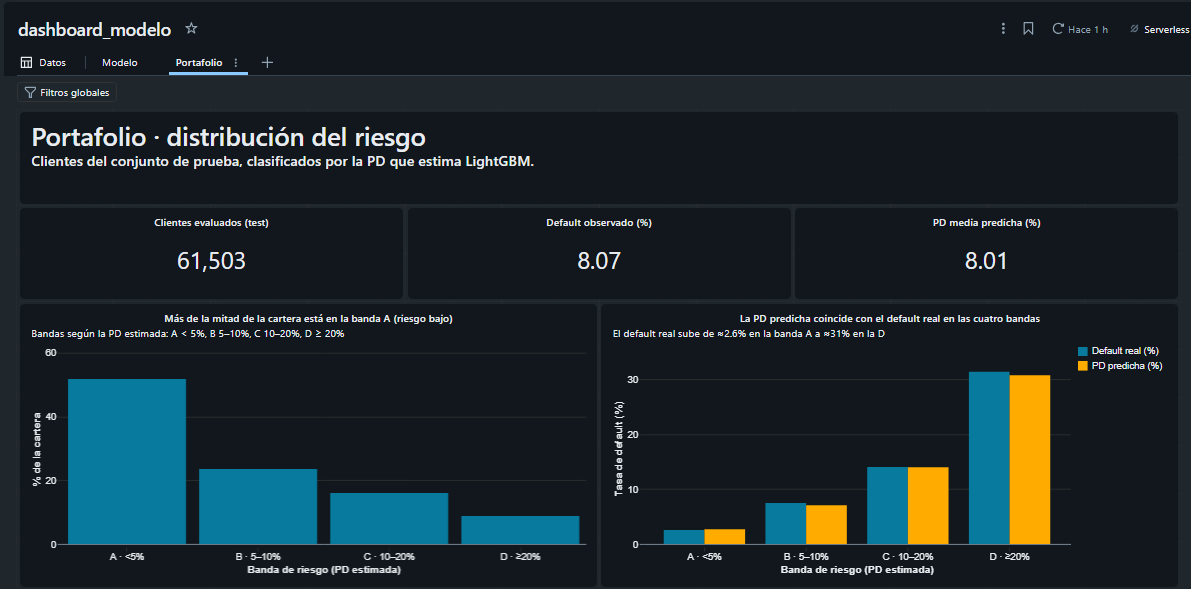 dashboard_modelo
Hace 1 h
Serverless
Datos
Modelo
Portafolio
Filtros globales
Portafolio · distribución del riesgo
Clientes del conjunto de prueba, clasificados por la PD que estima LightGBM.
Clientes evaluados (test)
61,503
Default observado (%)
8.07
PD media predicha (%)
8.01
Más de la mitad de la cartera está en la banda A (riesgo bajo)
Bandas según la PD estimada: A < 5%, B 5–10%, C 10–20%, D ≥ 20%
60
40
20
0
% de la cartera
A · <5%
B · 5–10%
C · 10–20%
D · ≥20%
Banda de riesgo (PD estimada)
La PD predicha coincide con el default real en las cuatro bandas
El default real sube de ≈2.6% en la banda A a ≈31% en la D
Default real (%)
PD predicha (%)
30
20
10
0
Tasa de default (%)
A · <5%
B · 5–10%
C · 10–20%
D · ≥20%
Banda de riesgo (PD estimada)